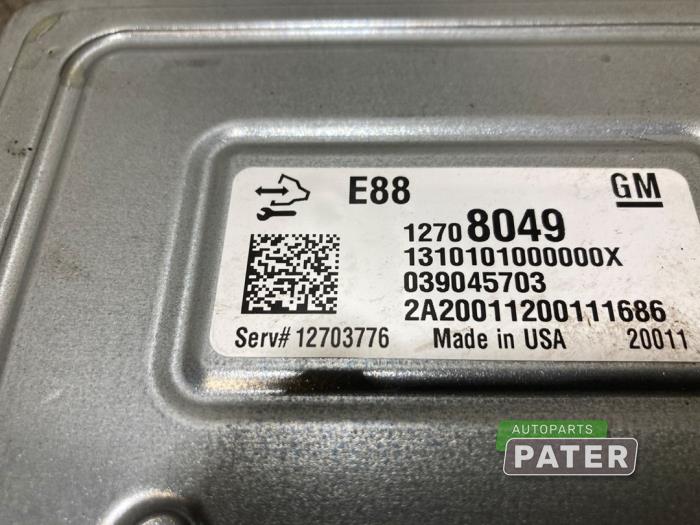 E88
GM
12708049
1310101000000X
039045703
2A20011200111686
Serv# 12703776 Made in USA 20011
AUTOPARTS
PATER